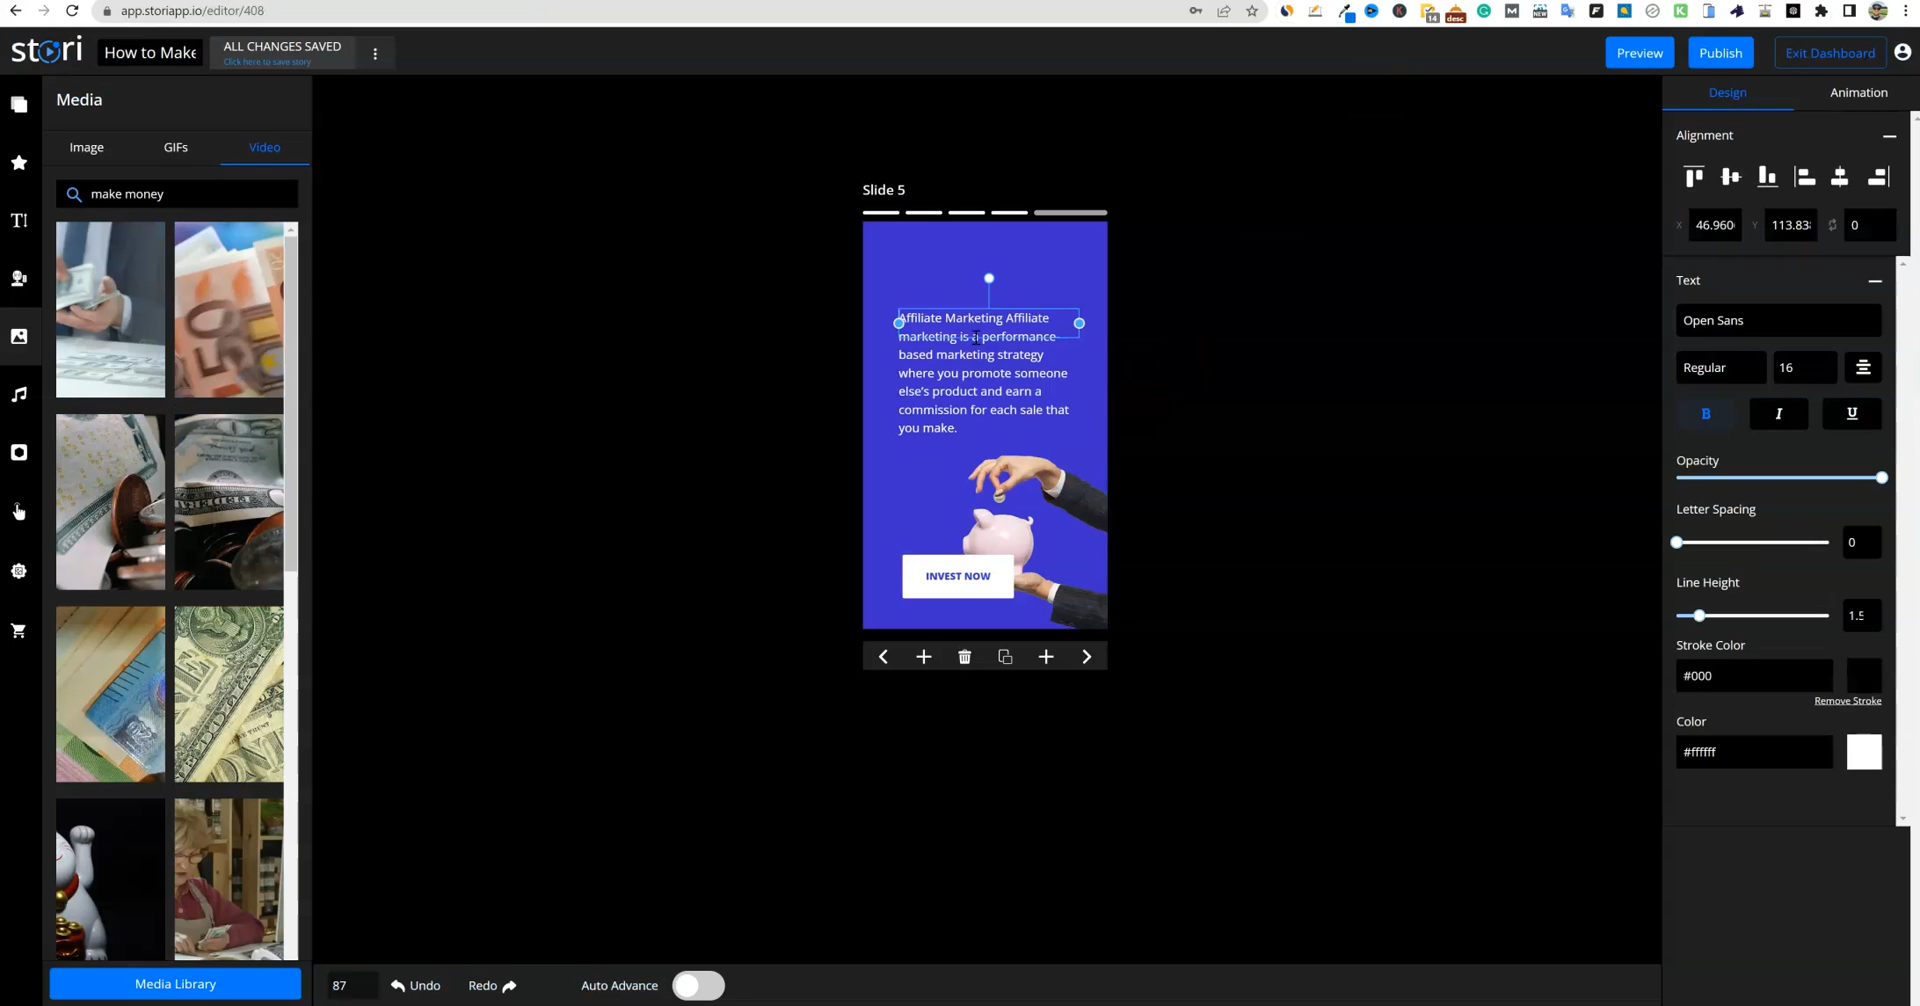 app.storiapp.io/editor/408
14
desc
NEW
stori
How to Make
ALL CHANGES SAVED
Click here to save story
Preview
Publish
Exit Dashboard
Media
Image
GIFs
Video
make money
Media Library
Slide 5
Affiliate Marketing Affiliate
marketing is a performance-
based marketing strategy
where you promote someone
else's product and earn a
commission for each sale that
you make.
INVEST NOW
87
Undo
Redo
Auto Advance
Design
Animation
Alignment
X
46.960
Y
113.83
0
Text
Open Sans
Regular
16
B
I
U
Opacity
Letter Spacing
0
Line Height
1.5
Stroke Color
#000
Remove Stroke
Color
#ffffff